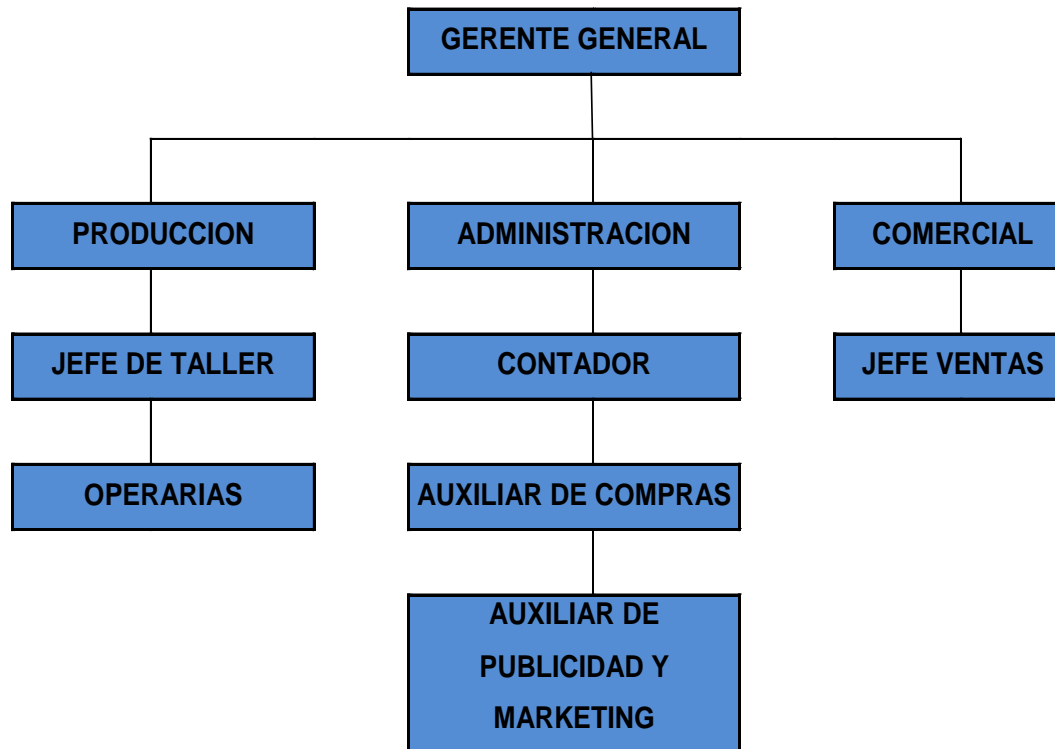 GERENTE GENERAL
PRODUCCION
ADMINISTRACION
COMERCIAL
JEFE DE TALLER
CONTADOR
JEFE VENTAS
OPERARIAS
AUXILIAR DE COMPRAS
AUXILIAR DE
PUBLICIDAD Y
MARKETING